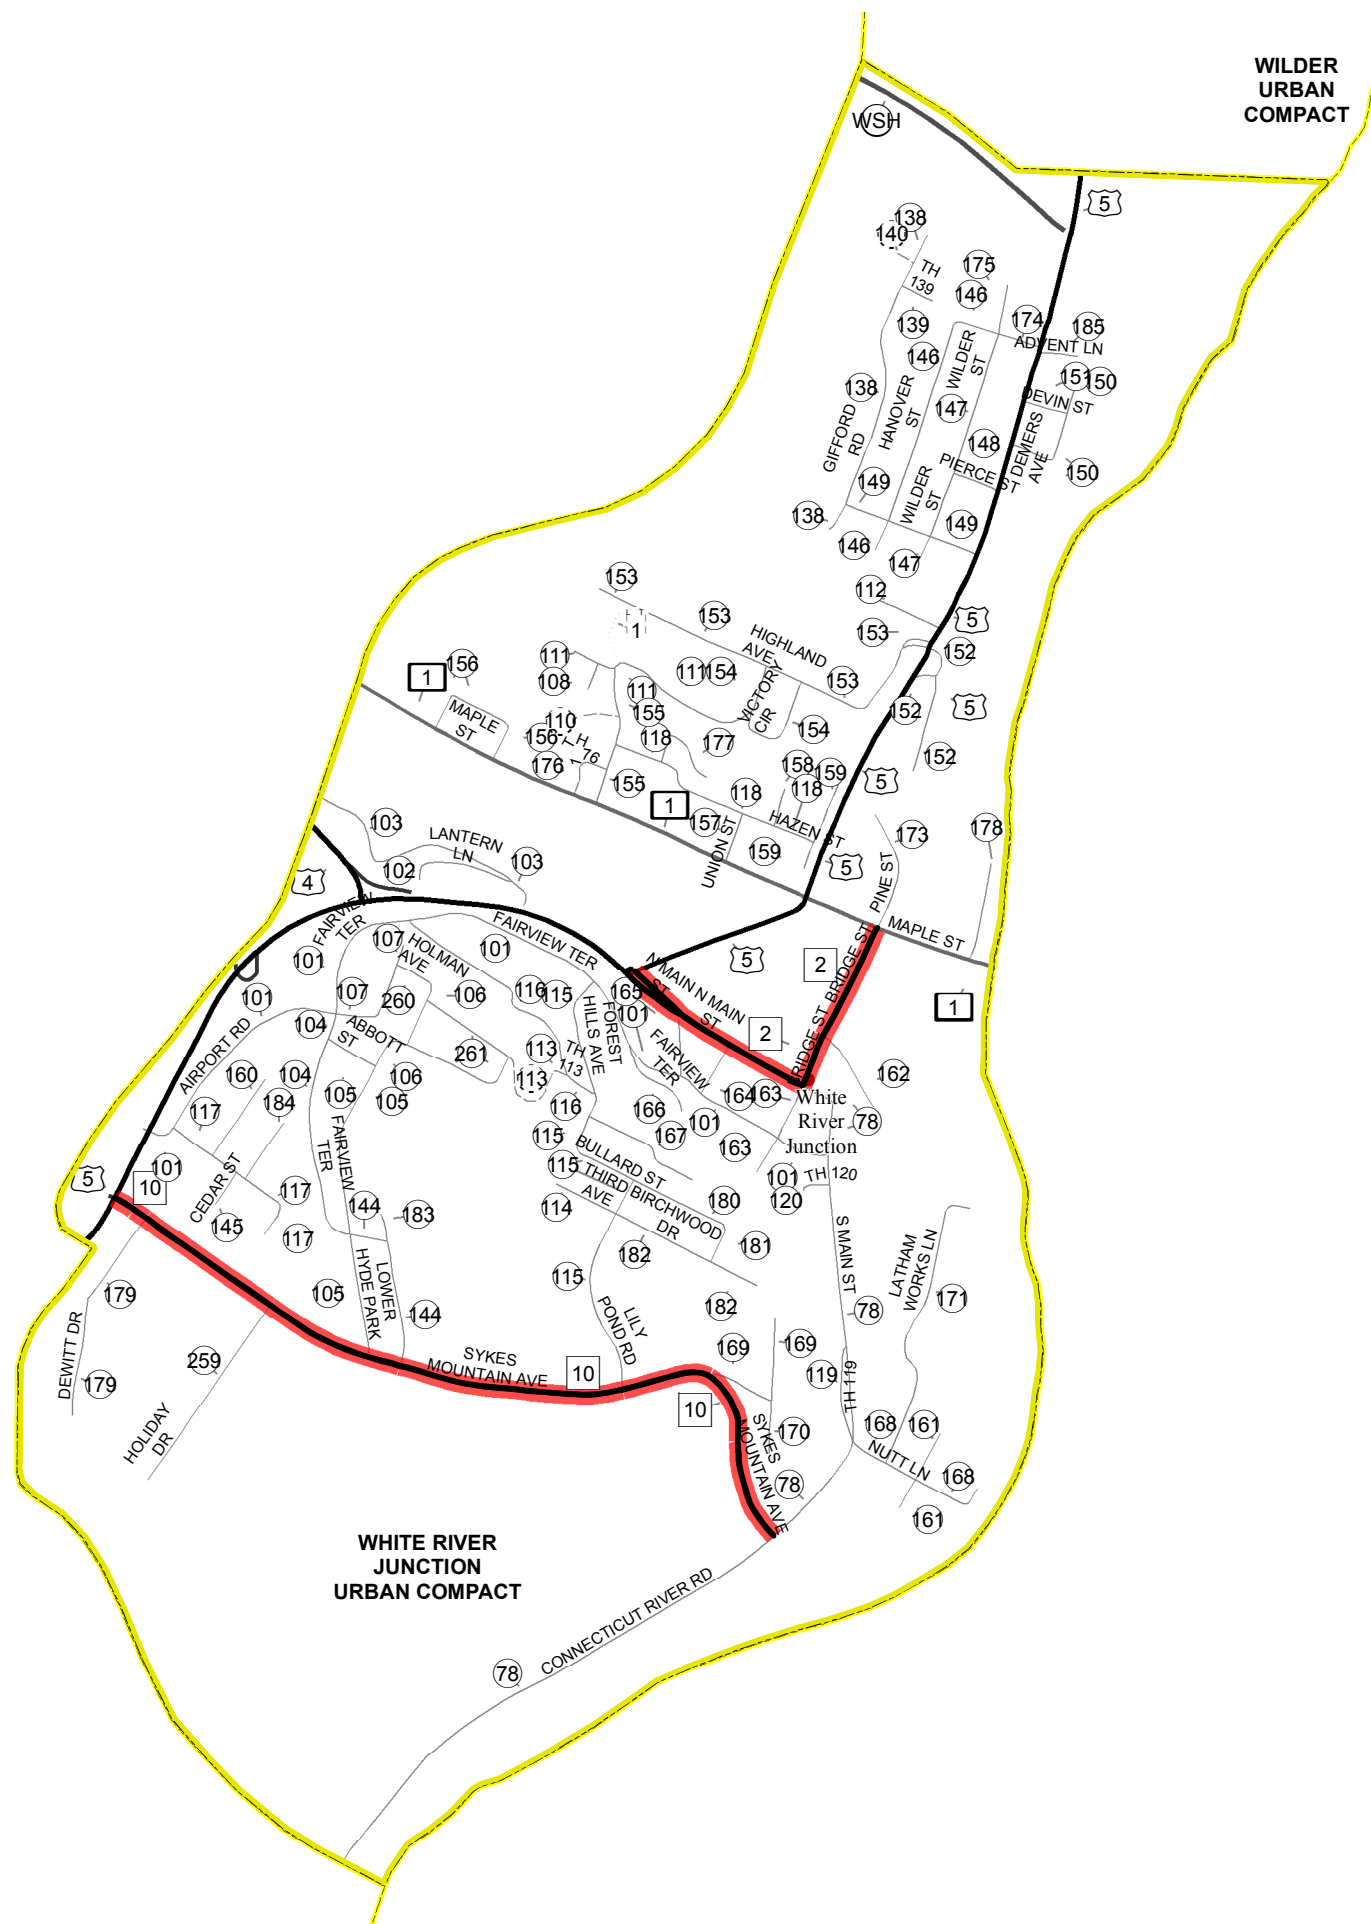 WILDER
URBAN
COMPACT
WSH
5
138
140
TH
139
175
146
139
174
185
ADVENT LN
146
WILDER
ST
151
150
138
HANOVER
ST
147
DEVIN ST
GIFFORD
RD
148
DEMERS
AVE
PIERCE ST
150
149
WILDER
ST
138
149
146
147
153
112
5
153
1
HIGHLAND
AVE
153
152
111
156
1
108
111
154
111
153
VICTORY
CIR
152
5
MAPLE
ST
110
155
154
156
TH
176
118
177
152
176
155
158
159
5
118
118
1
157
HAZEN ST
103
UNION ST
159
173
178
LANTERN
LN
103
102
5
4
PINE ST
FAIRVIEW
TER
FAIRVIEW TER
MAPLE ST
107
HOLMAN
AVE
101
101
5
2
BRIDGE ST
N MAIN
ST
N MAIN
ST
101
107
260
106
116
115
165
101
1
104
ABBOTT
ST
FOREST
HILLS AVE
2
BRIDGE ST
AIRPORT RD
261
113
TH
113
FAIRVIEW
TER
160
104
106
113
162
117
184
105
105
116
166
164
163
White
River
Junction
78
101
167
163
115
BULLARD ST
FAIRVIEW
TER
5
10
101
CEDAR ST
115
THIRD
AVE
BIRCHWOOD
DR
101
TH 120
120
117
144
183
114
180
145
117
182
181
S MAIN ST
LATHAM
WORKS LN
179
105
HYDE PARK
LOWER
144
115
LILY
POND RD
182
78
171
DEWITT DR
259
SYKES
MOUNTAIN AVE
10
169
169
119
TH 119
179
10
HOLIDAY
DR
SYKES
MOUNTAIN AVE
170
168
161
NUTT LN
168
78
161
WHITE RIVER
JUNCTION
URBAN COMPACT
CONNECTICUT RIVER RD
78